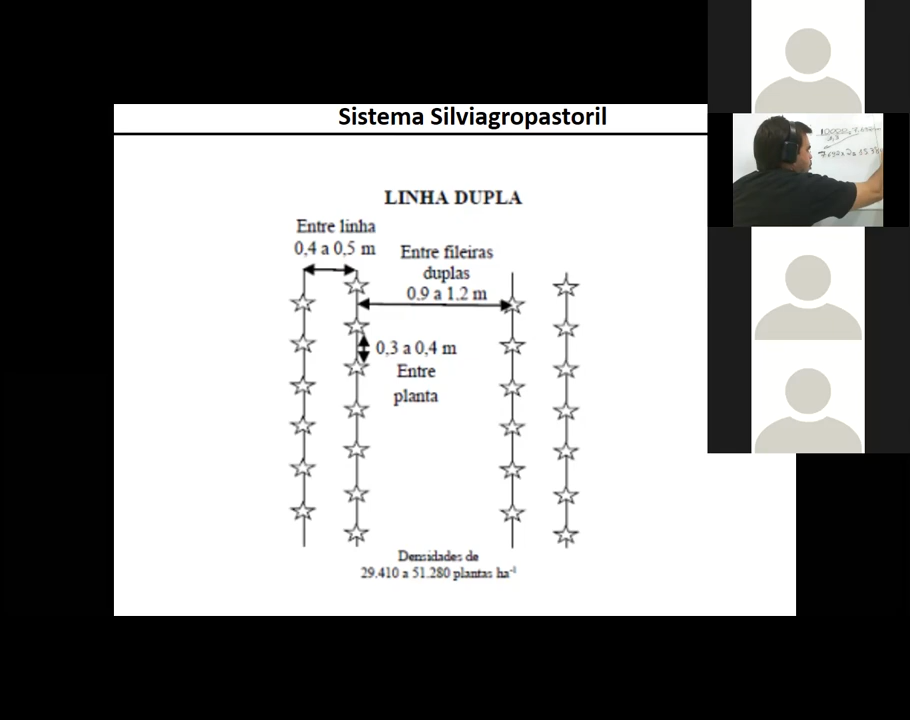 Sistema Silviagropastoril
LINHA DUPLA
Entre linha
0,4 a 0,5 m
Entre fileiras
duplas
0.9 a 1.2 m
0,3 a 0,4 m
Entre
planta
Densidades de
29.410 a 51.280 plantas ha⁻¹